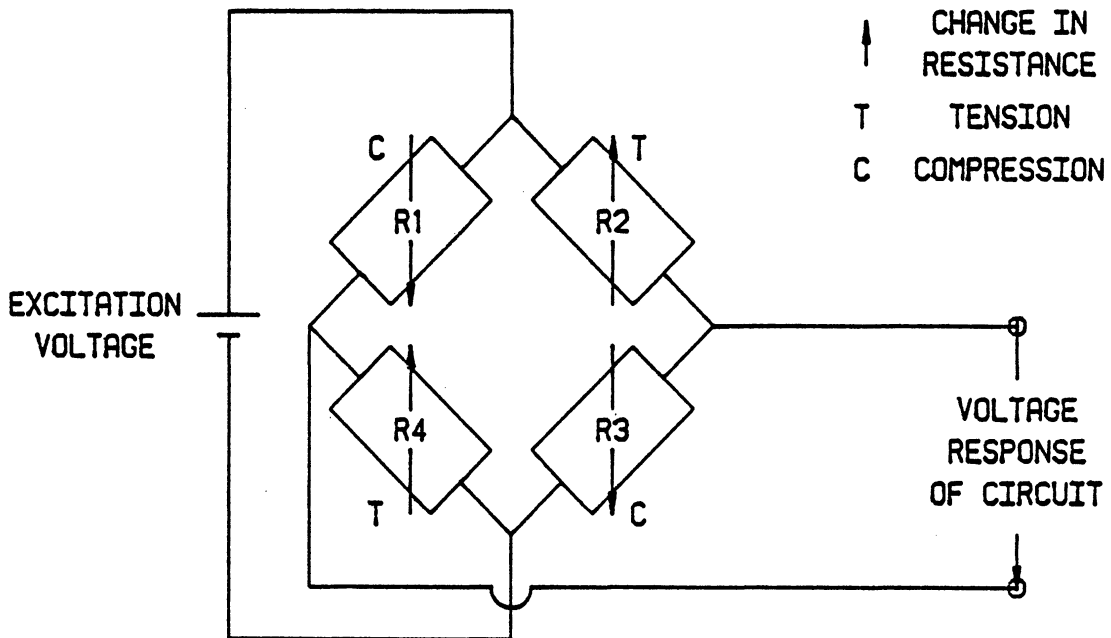 CHANGE IN
RESISTANCE
T TENSION
C COMPRESSION
C
T
R1
R2
EXCITATION
VOLTAGE
R4
R3
T
C
VOLTAGE
RESPONSE
OF CIRCUIT